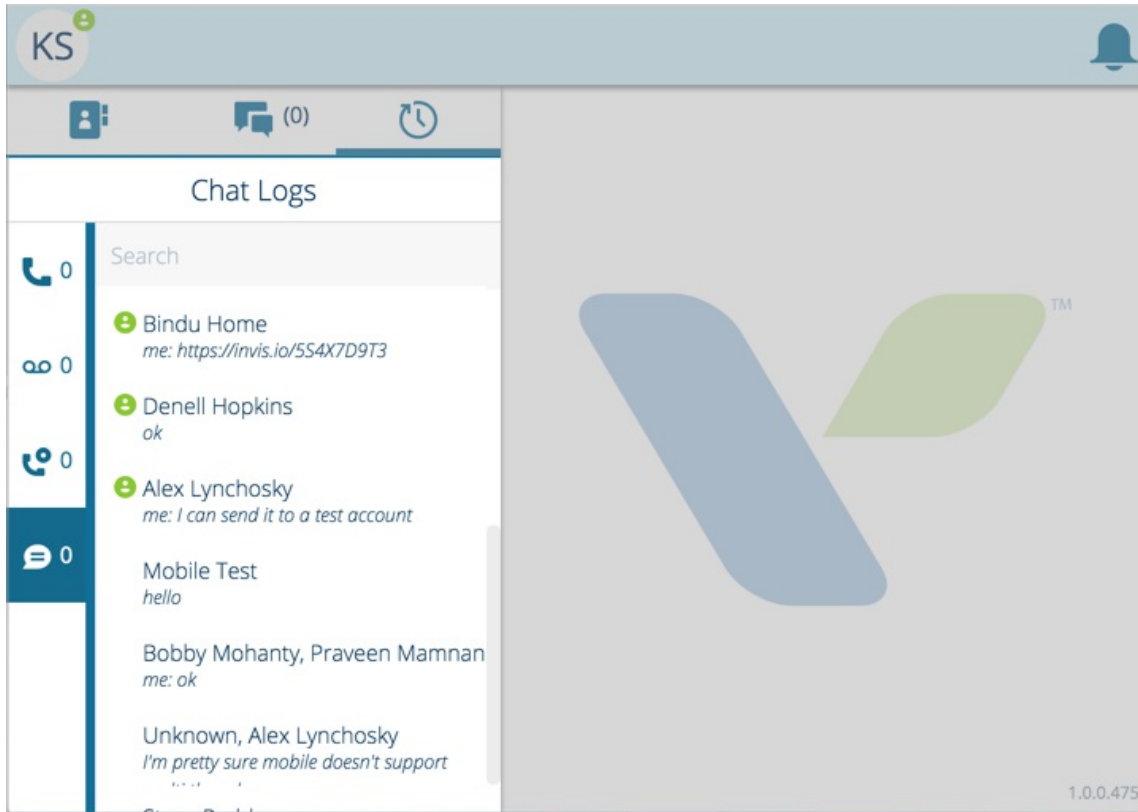 KS
(0)
Chat Logs
Search
0
Bindu Home
me: https://invis.io/5S4X7D9T3
0
Denell Hopkins
ok
0
Alex Lynchosky
me: I can send it to a test account
0
Mobile Test
hello
Bobby Mohanty, Praveen Mamnan
me: ok
Unknown, Alex Lynchosky
I'm pretty sure mobile doesn't support
TM
1.0.0.475